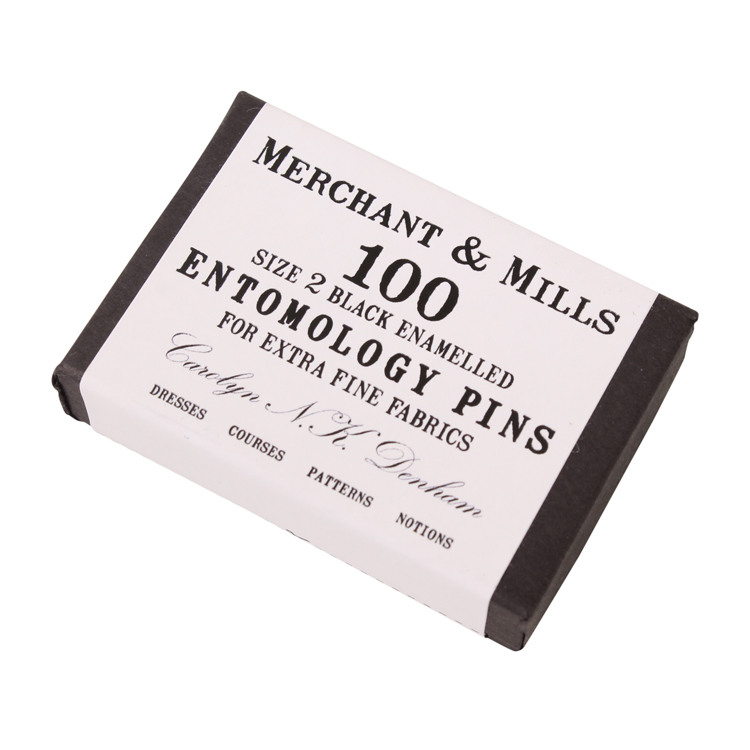 MERCHANT & MILLS
100
SIZE 2 BLACK ENAMELLED
ENTOMOLOGY PINS
FOR EXTRA FINE FABRICS
Carolyn N.K. Denham
DRESSES COURSES PATTERNS NOTIONS